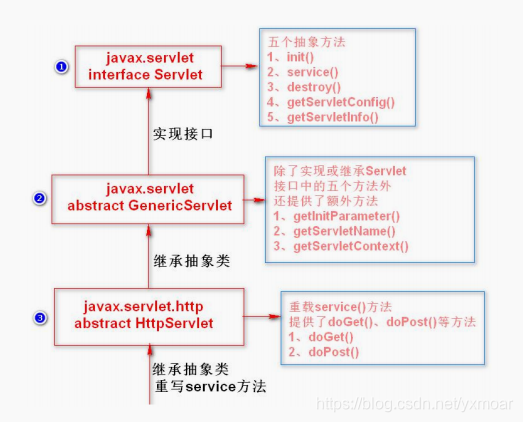 ① javax.servlet
interface Servlet
五个抽象方法
1、init()
2、service()
3、destroy()
4、getServletConfig()
5、getServletInfo()
实现接口
② javax.servlet
abstract GenericServlet
除了实现或继承Servlet
接口中的五个方法外
还提供了额外方法
1、getInitParameter()
2、getServletName()
3、getServletContext()
继承抽象类
③ javax.servlet.http
abstract HttpServlet
重载service()方法
提供了doGet()、doPost()等方法
1、doGet()
2、doPost()
继承抽象类
重写service方法
https://blog.csdn.net/yxmoar